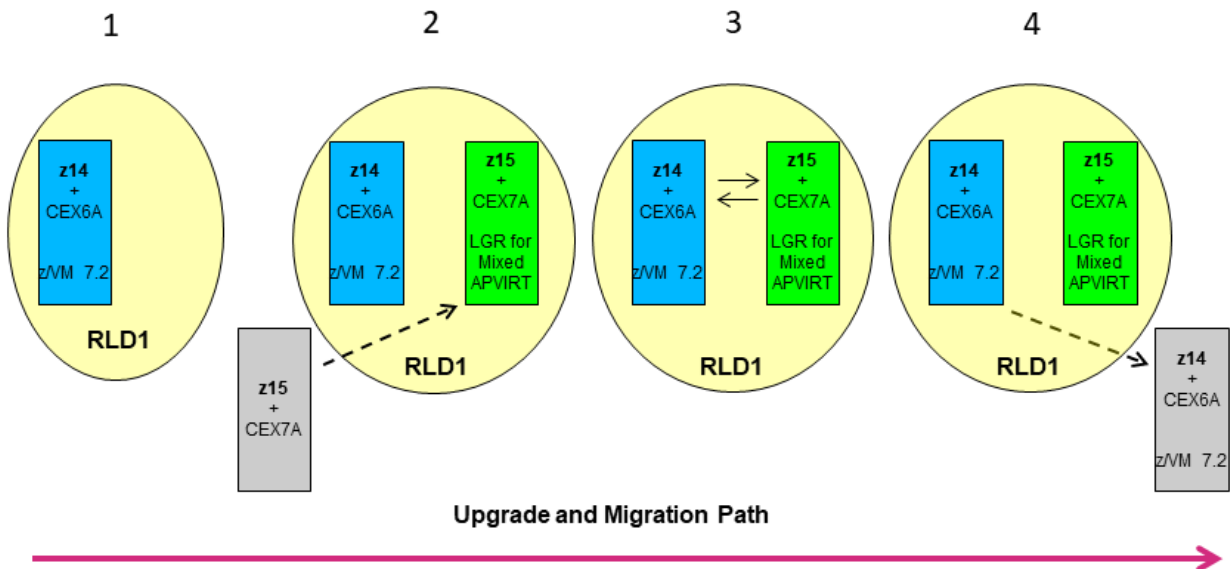 1
2
3
4
z14
+
CEX6A
z/VM 7.2
RLD1
z15
+
CEX7A
z14
+
CEX6A
z/VM 7.2
z15
+
CEX7A
LGR for
Mixed
APVIRT
RLD1
z14
+
CEX6A
z/VM 7.2
z15
+
CEX7A
LGR for
Mixed
APVIRT
RLD1
z14
+
CEX6A
z/VM 7.2
z15
+
CEX7A
LGR for
Mixed
APVIRT
RLD1
z14
+
CEX6A
z/VM 7.2
Upgrade and Migration Path